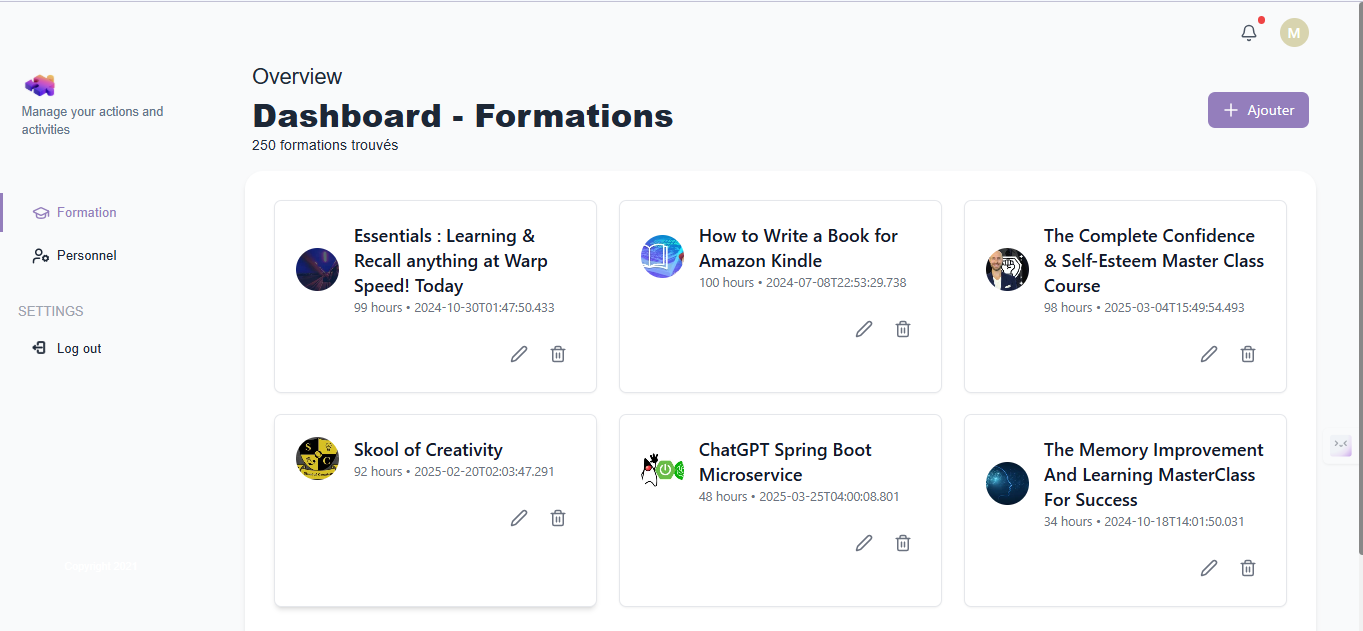 M
Overview
Dashboard - Formations
250 formations trouvés
Ajouter
Manage your actions and
activities
Formation
Personnel
SETTINGS
Log out
Essentials : Learning &
Recall anything at Warp
Speed! Today
99 hours • 2024-10-30T01:47:50.433
How to Write a Book for
Amazon Kindle
100 hours • 2024-07-08T22:53:29.738
The Complete Confidence
& Self-Esteem Master Class
Course
98 hours • 2025-03-04T15:49:54.493
Skool of Creativity
92 hours • 2025-02-20T02:03:47.291
ChatGPT Spring Boot
Microservice
48 hours • 2025-03-25T04:00:08.801
The Memory Improvement
And Learning MasterClass
For Success
34 hours • 2024-10-18T14:01:50.031